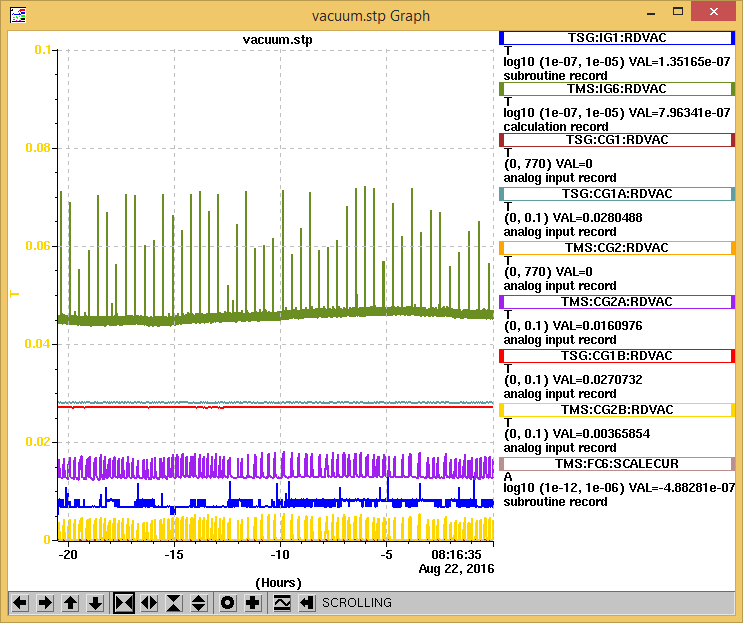 vacuum.stp Graph
vacuum.stp
0.1
0.08
0.06
T
0.04
0.02
0
-20
-15
-10
-5
08:16:35
Aug 22, 2016
(Hours)
TSG:IG1:RDVAC
T
log10 (1e-07, 1e-05) VAL=1.35165e-07
subroutine record
TMS:IG6:RDVAC
T
log10 (1e-07, 1e-05) VAL=7.96341e-07
calculation record
TSG:CG1:RDVAC
T
(0, 770) VAL=0
analog input record
TSG:CG1A:RDVAC
T
(0, 0.1) VAL=0.0280488
analog input record
TMS:CG2:RDVAC
T
(0, 770) VAL=0
analog input record
TMS:CG2A:RDVAC
T
(0, 0.1) VAL=0.0160976
analog input record
TSG:CG1B:RDVAC
T
(0, 0.1) VAL=0.0270732
analog input record
TMS:CG2B:RDVAC
T
(0, 0.1) VAL=0.00365854
analog input record
TMS:FC6:SCALECUR
A
log10 (1e-12, 1e-06) VAL=-4.88281e-07
subroutine record
SCROLLING